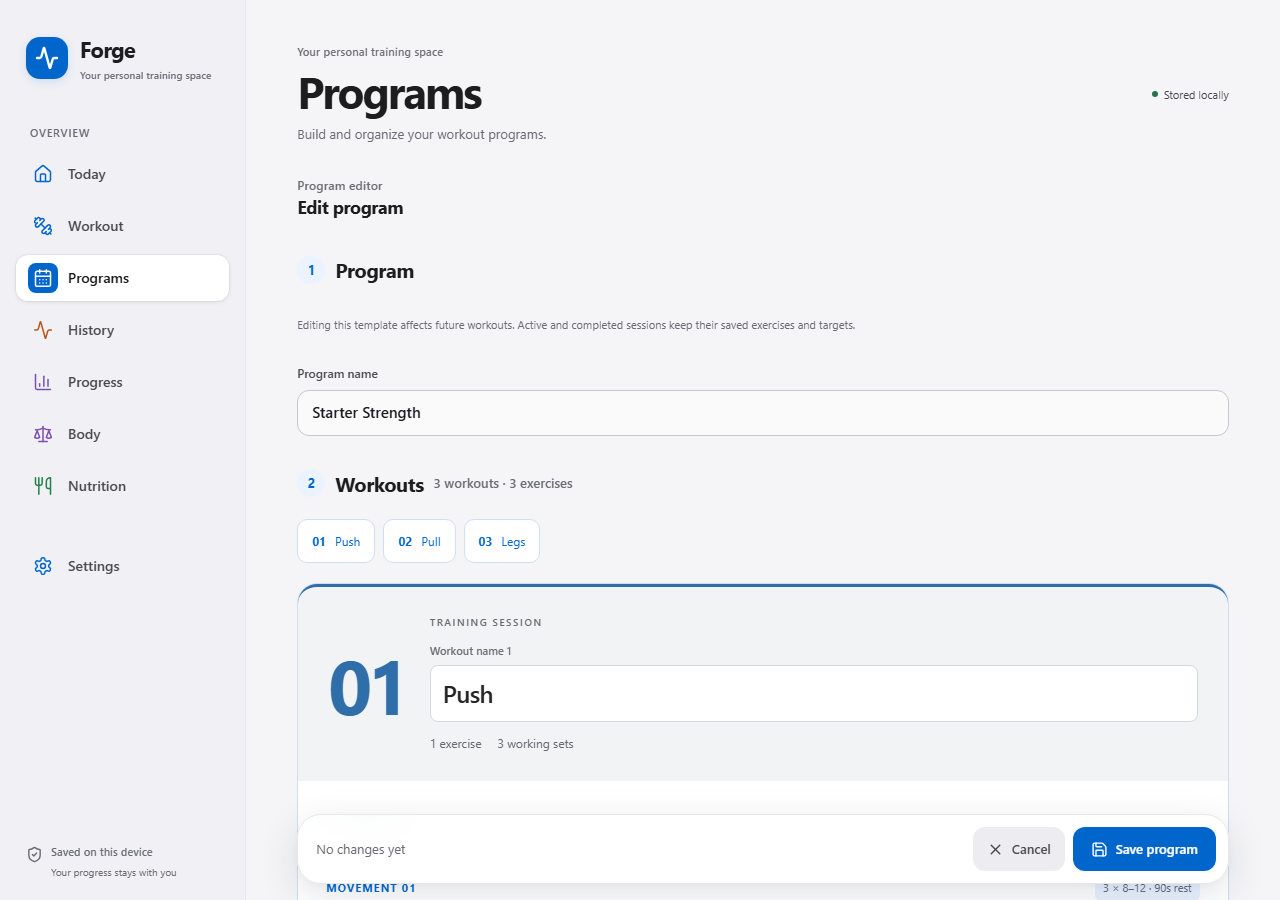 Forge
Your personal training space
OVERVIEW
Today
Workout
Programs
History
Progress
Body
Nutrition
Settings
Saved on this device
Your progress stays with you
Your personal training space
Programs
Stored locally
Build and organize your workout programs.
Program editor
Edit program
1 Program
Editing this template affects future workouts. Active and completed sessions keep their saved exercises and targets.
Program name
Starter Strength
2 Workouts 3 workouts · 3 exercises
01 Push 02 Pull 03 Legs
TRAINING SESSION
Workout name 1
01 Push
1 exercise 3 working sets
No changes yet Cancel Save program
MOVEMENT 01 3 × 8–12 · 90s rest